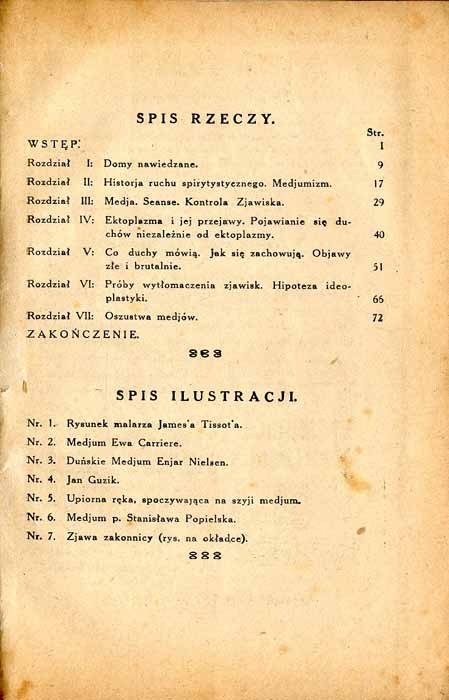 SPIS RZECZY.
Str.
WSTĘP. 1
Rozdział I: Domy nawiedzane. 9
Rozdział II: Historja ruchu spirytystycznego. Medjumizm. 17
Rozdział III: Medja. Seanse. Kontrola Zjawiska. 29
Rozdział IV: Ektoplazma i jej przejawy. Pojawianie się du-
chów niezależnie od ektoplazmy. 40
Rozdział V: Co duchy mówią. Jak się zachowują. Objawy
złe i brutalnie. 51
Rozdział VI: Próby wytłomaczenia zjawisk. Hipoteza ideo-
plastyki. 66
Rozdział VII: Oszustwa medjów. 72
ZAKOŃCZENIE.
SPIS ILUSTRACJI.
Nr. 1. Rysunek malarza James'a Tissot'a.
Nr. 2. Medjum Ewa Carriere.
Nr. 3. Duńskie Medjum Enjar Nielsen.
Nr. 4. Jan Guzik.
Nr. 5. Upiorna ręka, spoczywająca na szyji medjum.
Nr. 6. Medjum p. Stanisława Popielska.
Nr. 7. Zjawa zakonnicy (rys. na okładce).